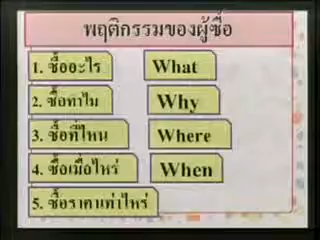 พฤติกรรมของผู้ซื้อ
1. ซื้ออะไร What
2. ซื้อทำไม Why
3. ซื้อที่ไหน Where
4. ซื้อเมื่อไหร่ When
5. ซื้อราคาเท่าไหร่